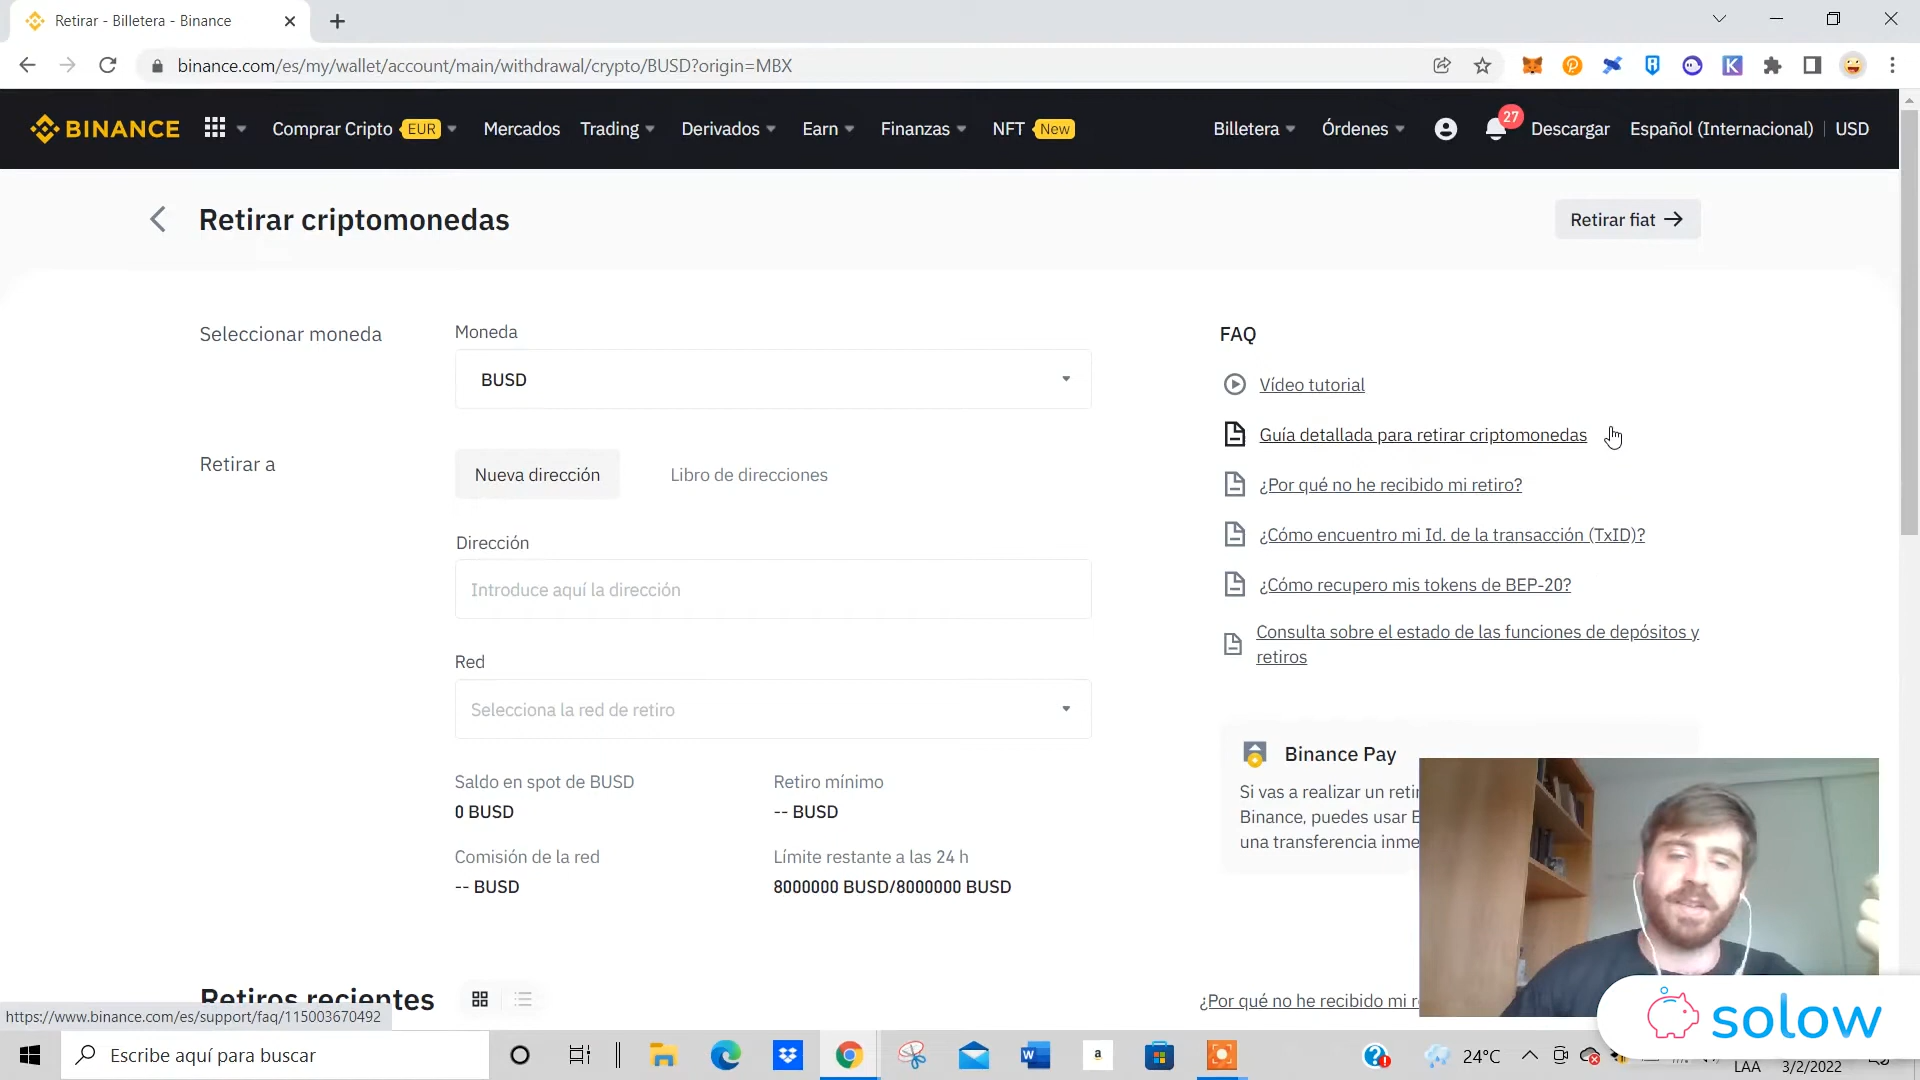 Retirar - Billetera - Binance
binance.com/es/my/wallet/account/main/withdrawal/crypto/BUSD?origin=MBX
BINANCE
Comprar Cripto EUR
Mercados
Trading
Derivados
Earn
Finanzas
NFT New
Billetera
Órdenes
27
Descargar
Español (Internacional)
USD
Retirar criptomonedas
Retirar fiat
Seleccionar moneda
Moneda
BUSD
Retirar a
Nueva dirección
Libro de direcciones
Dirección
Introduce aquí la dirección
Red
Selecciona la red de retiro
Saldo en spot de BUSD
0 BUSD
Retiro mínimo
-- BUSD
Comisión de la red
-- BUSD
Límite restante a las 24 h
8000000 BUSD/8000000 BUSD
FAQ
Vídeo tutorial
Guía detallada para retirar criptomonedas
¿Por qué no he recibido mi retiro?
¿Cómo encuentro mi Id. de la transacción (TxID)?
¿Cómo recupero mis tokens de BEP-20?
Consulta sobre el estado de las funciones de depósitos y
retiros
Binance Pay
Si vas a realizar un reti
Binance, puedes usar
una transferencia inme
Retiros recientes
¿Por qué no he recibido mi
https://www.binance.com/es/support/faq/115003670492
solow
Escribe aquí para buscar
24°C
LAA
3/2/2022